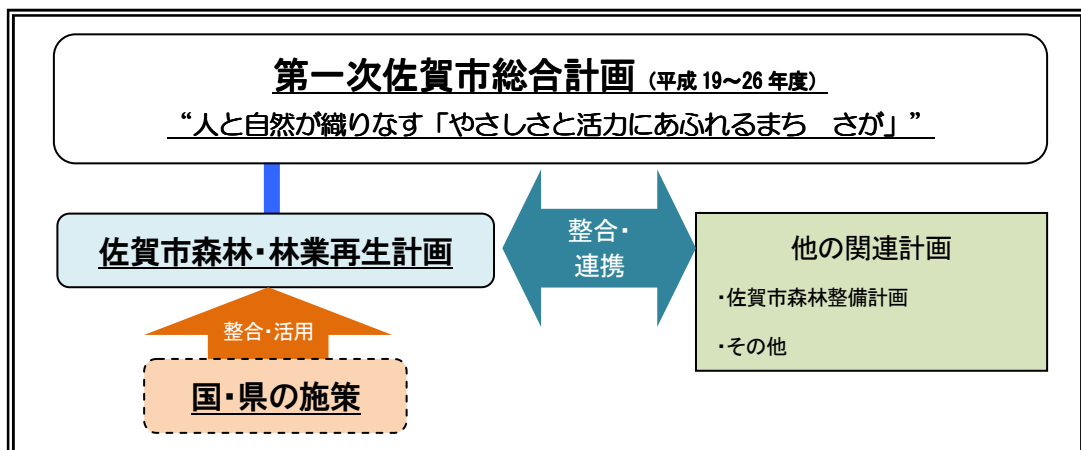 第一次佐賀市総合計画 (平成 19~26 年度)
“人と自然が織りなす「やさしさと活力にあふれるまち　さが」”
佐賀市森林・林業再生計画
整合・
連携
他の関連計画
・佐賀市森林整備計画
・その他
整合・活用
国・県の施策